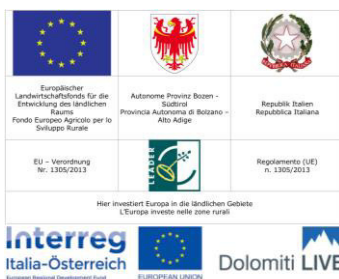 Europäischer
Landwirtschaftsfonds für die
Entwicklung des ländlichen
Raums
Fondo Europeo Agricolo per lo
Sviluppo Rurale
Autonome Provinz Bozen -
Südtirol
Provincia Autonoma di Bolzano –
Alto Adige
Republik Italien
Repubblica Italiana
EU – Verordnung
Nr. 1305/2013
LEADER
Regolamento (UE)
n. 1305/2013
Hier investiert Europa in die ländlichen Gebiete
L'Europa investe nelle zone rurali
Interreg
Italia-Österreich
European Regional Development Fund
EUROPEAN UNION
Dolomiti LIVE